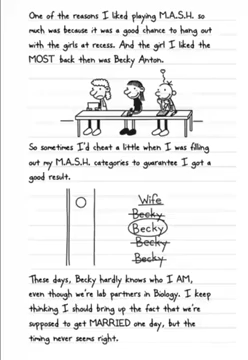 One of the reasons I liked playing M.A.S.H. so
much was because it was a good chance to hang out
with the girls at recess. And the girl I liked the
MOST back then was Becky Anton.
So sometimes I'd cheat a little when I was filling
out my M.A.S.H. categories to guarantee I got a
good result.
Wife
Becky
Becky
Becky
Becky
These days, Becky hardly knows who I AM,
even though we're lab partners in Biology. I keep
thinking I should bring up the fact that we're
supposed to get MARRIED one day, but the
timing never seems right.